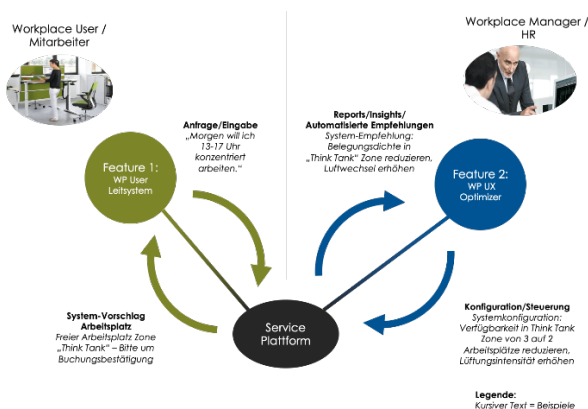 Workplace User /
Mitarbeiter
Workplace Manager /
HR
Anfrage/Eingabe
„Morgen will ich
13-17 Uhr
konzentriert
arbeiten.“
Reports/Insights/
Automatisierte Empfehlungen
System-Empfehlung:
Belegungsdichte in
„Think Tank“ Zone reduzieren,
Luftwechsel erhöhen
Feature 1:
WP User
Leitsystem
Feature 2:
WP UX
Optimizer
System-Vorschlag
Arbeitsplatz
Freier Arbeitsplatz Zone
„Think Tank“ – Bitte um
Buchungsbestätigung
Service
Plattform
Konfiguration/Steuerung
Systemkonfiguration:
Verfügbarkeit in Think Tank
Zone von 3 auf 2
Arbeitsplätze reduzieren,
Lüftungsintensität erhöhen
Legende:
Kursiver Text = Beispiele